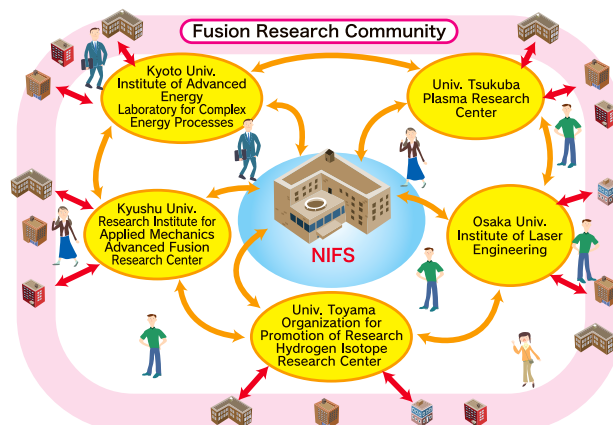 Fusion Research Community
Kyoto Univ.
Institute of Advanced
Energy
Laboratory for Complex
Energy Processes
Univ. Tsukuba
Plasma Research
Center
Kyushu Univ.
Research Institute for
Applied Mechanics
Advanced Fusion
Research Center
NIFS
Osaka Univ.
Institute of Laser
Engineering
Univ. Toyama
Organization for
Promotion of Research
Hydrogen Isotope
Research Center